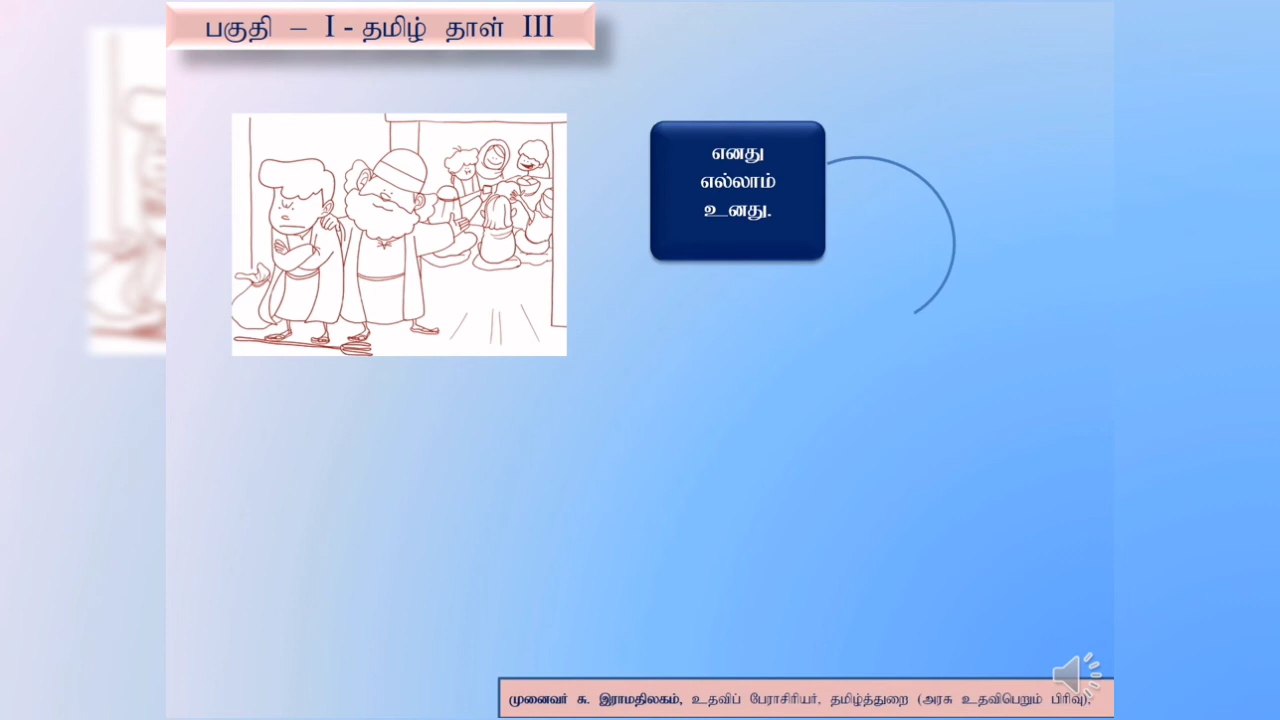 பகுதி – I - தமிழ் தாள் III
எனது
எல்லாம்
உனது.
முனைவர் சு. இராமதிலகம், உதவிப் பேராசிரியர், தமிழ்த்துறை (அரசு உதவிபெறும் பிரிவு),